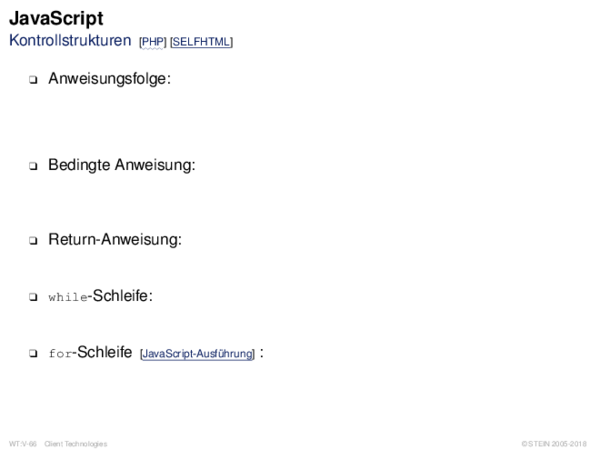 JavaScript
Kontrollstrukturen [PHP] [SELFHTML]
❑ Anweisungsfolge:
❑ Bedingte Anweisung:
❑ Return-Anweisung:
❑ while-Schleife:
❑ for-Schleife [JavaScript-Ausführung] :
WT:V-66 Client Technologies © STEIN 2005-2018